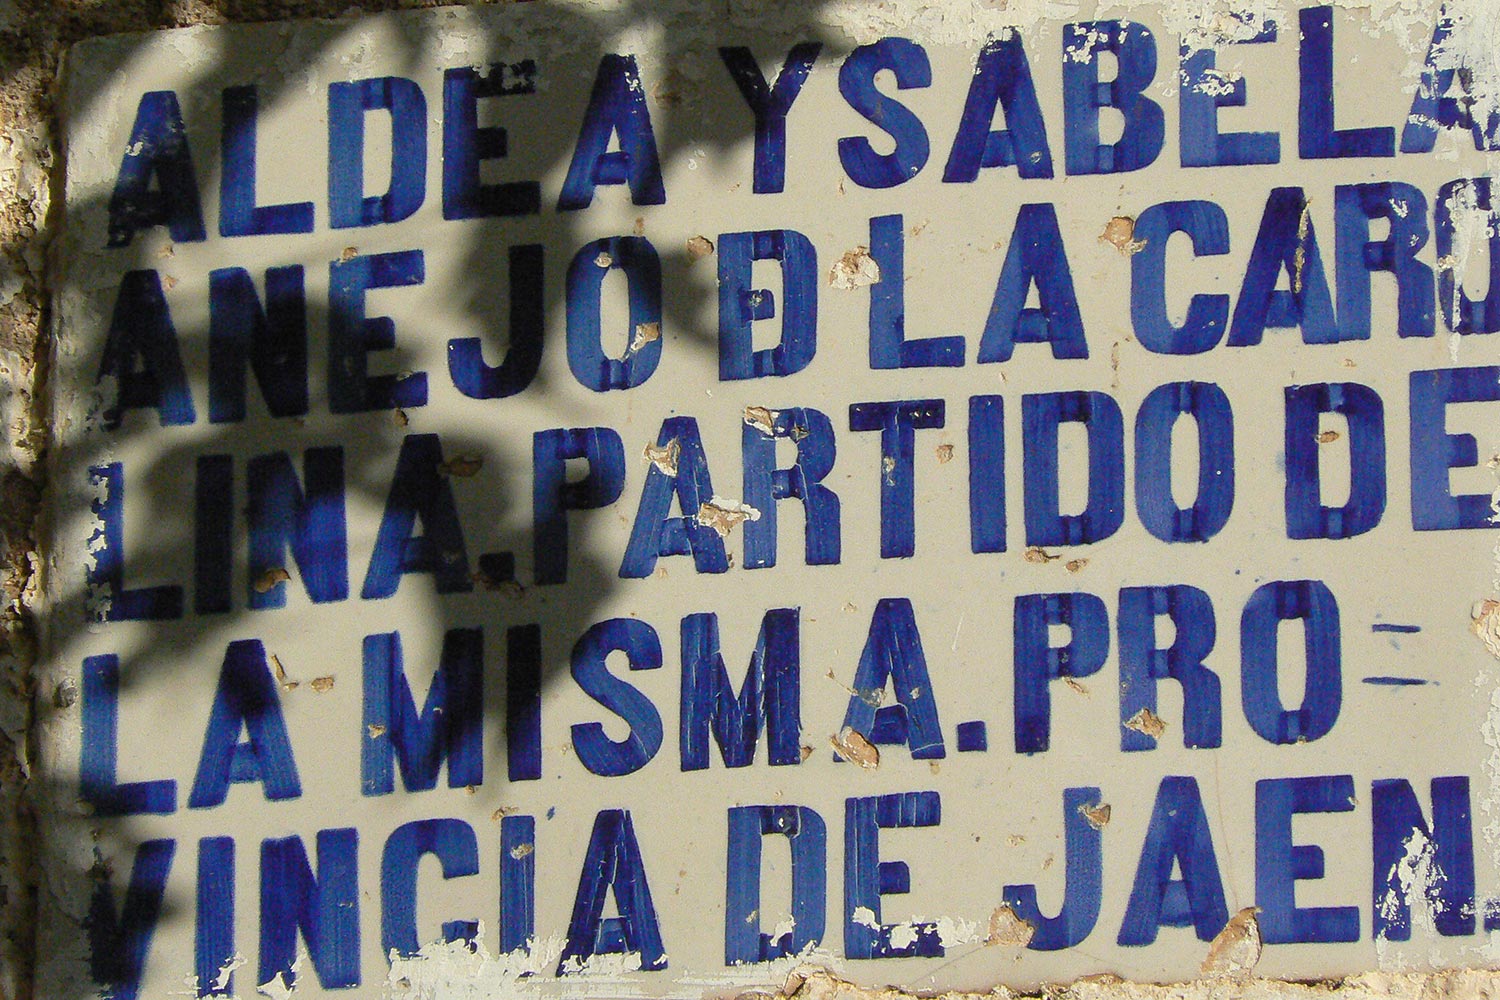 ALDEA YSABELA
ANEJO Đ LA CARO
LINA. PARTIDO DE
LA MISMA. PRO=
VINCIA DE JAEN